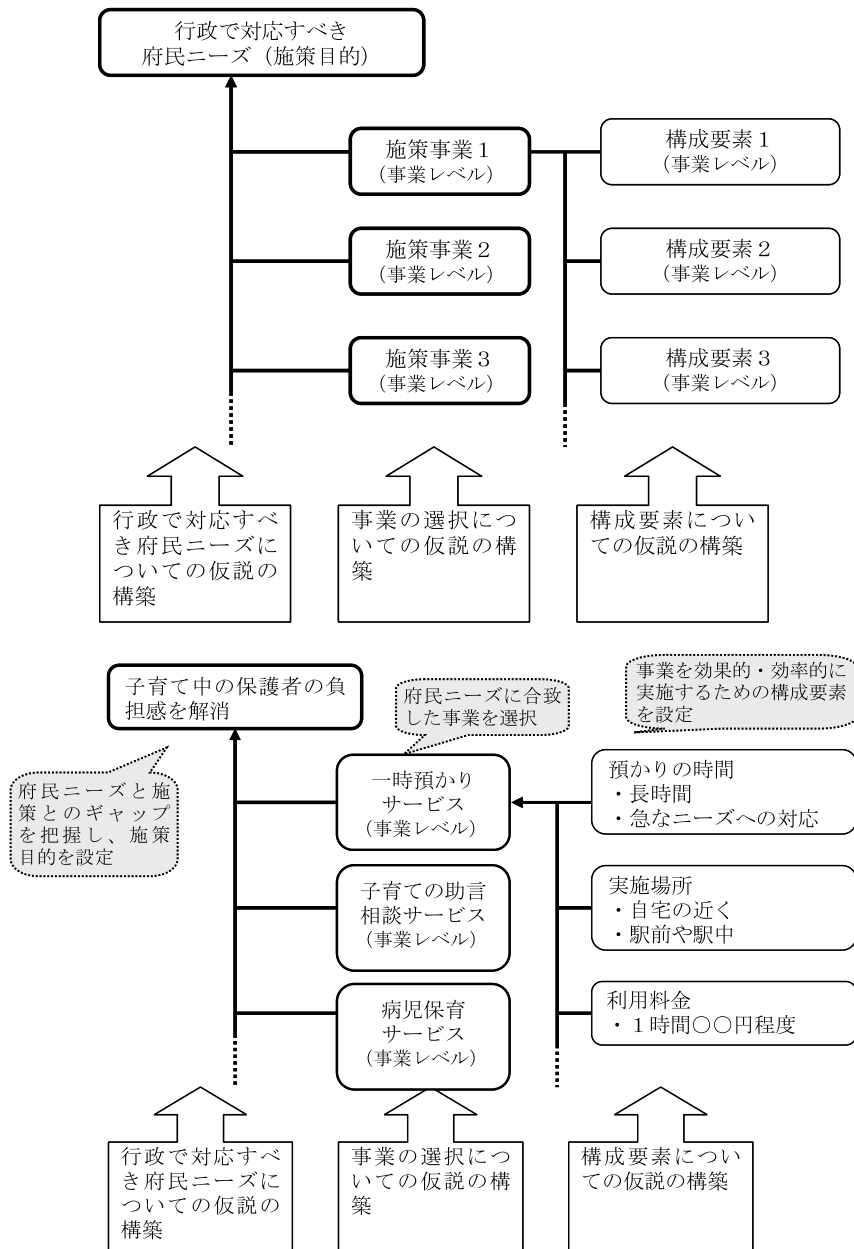 行政で対応すべき
府民ニーズ（施策目的）
施策事業１
（事業レベル）
構成要素１
（事業レベル）
施策事業２
（事業レベル）
構成要素２
（事業レベル）
施策事業３
（事業レベル）
構成要素３
（事業レベル）
行政で対応すべ
き府民ニーズに
ついての仮説の
構築
事業の選択につ
いての仮説の構
築
構成要素につい
ての仮説の構築
子育て中の保護者の負
担感を解消
府民ニーズに合致
した事業を選択
事業を効果的・効率的に
実施するための構成要素
を設定
府民ニーズと施
策とのギャップ
を把握し、施策
目的を設定
一時預かり
サービス
（事業レベル）
預かりの時間
・長時間
・急なニーズへの対応
子育ての助言
相談サービス
（事業レベル）
実施場所
・自宅の近く
・駅前や駅中
病児保育
サービス
（事業レベル）
利用料金
・１時間○○円程度
行政で対応すべ
き府民ニーズに
ついての仮説の
構築
事業の選択につ
いての仮説の構
築
構成要素につい
ての仮説の構築